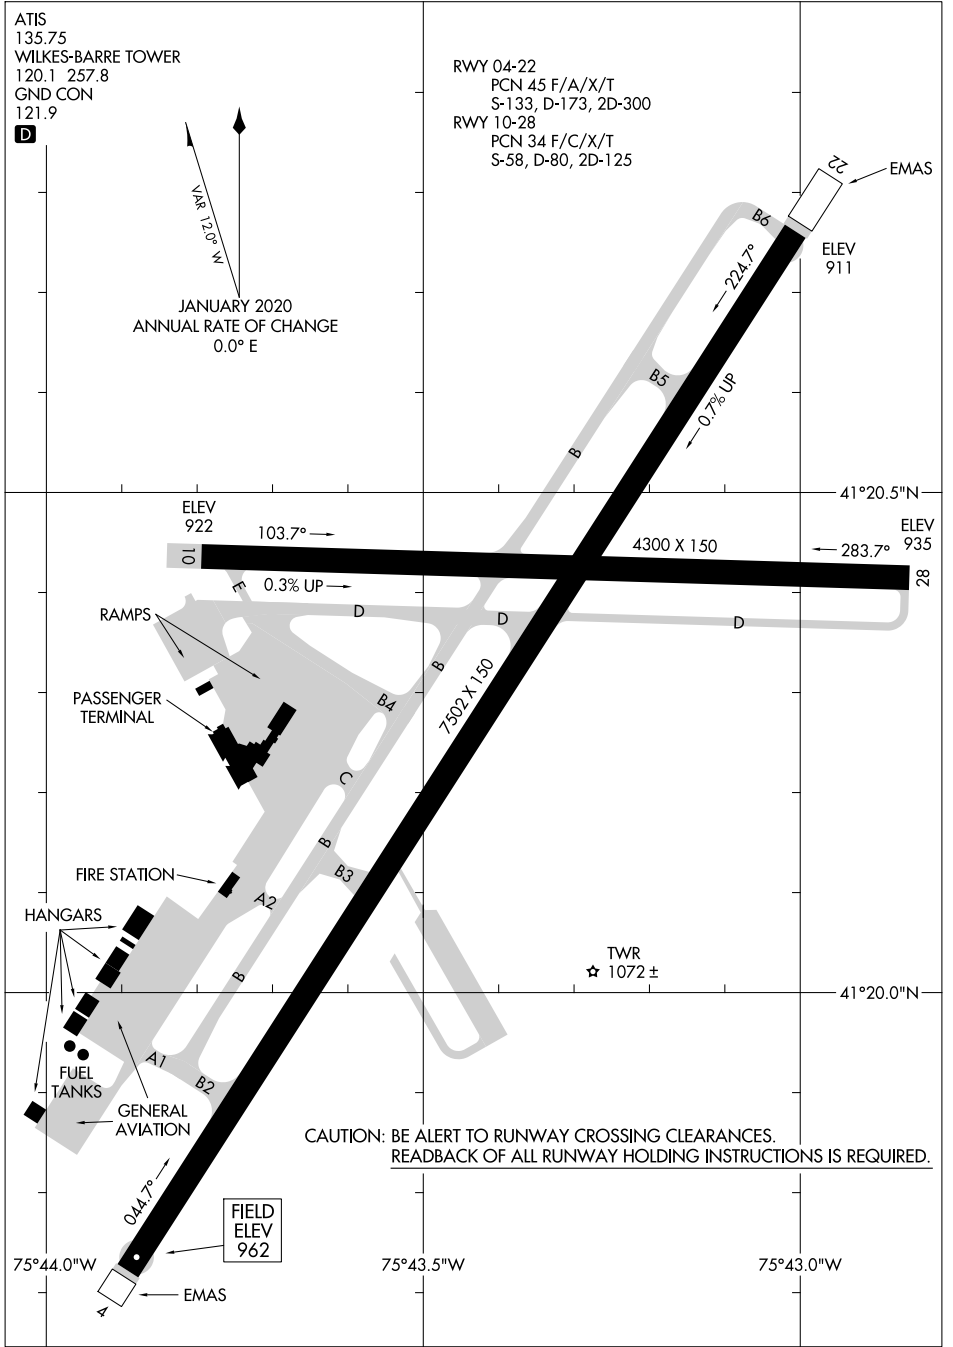 ATIS
135.75
WILKES-BARRE TOWER
120.1 257.8
GND CON
121.9
D
RWY 04-22
PCN 45 F/A/X/T
S-133, D-173, 2D-300
RWY 10-28
PCN 34 F/C/X/T
S-58, D-80, 2D-125
VAR 12.0° W
JANUARY 2020
ANNUAL RATE OF CHANGE
0.0° E
22
EMAS
B6
ELEV
911
224.7°
B5
0.7% UP
B
41°20.5"N
ELEV
922
103.7°
10
4300 X 150
283.7°
ELEV
935
28
0.3% UP
E
D
D
D
RAMPS
B
7502 X 150
PASSENGER
TERMINAL
B4
C
B
B3
FIRE STATION
A2
HANGARS
B
TWR
1072 ±
41°20.0"N
A1
B2
FUEL
TANKS
GENERAL
AVIATION
CAUTION: BE ALERT TO RUNWAY CROSSING CLEARANCES.
READBACK OF ALL RUNWAY HOLDING INSTRUCTIONS IS REQUIRED.
044.7°
FIELD
ELEV
962
75°44.0"W
75°43.5"W
75°43.0"W
EMAS
4